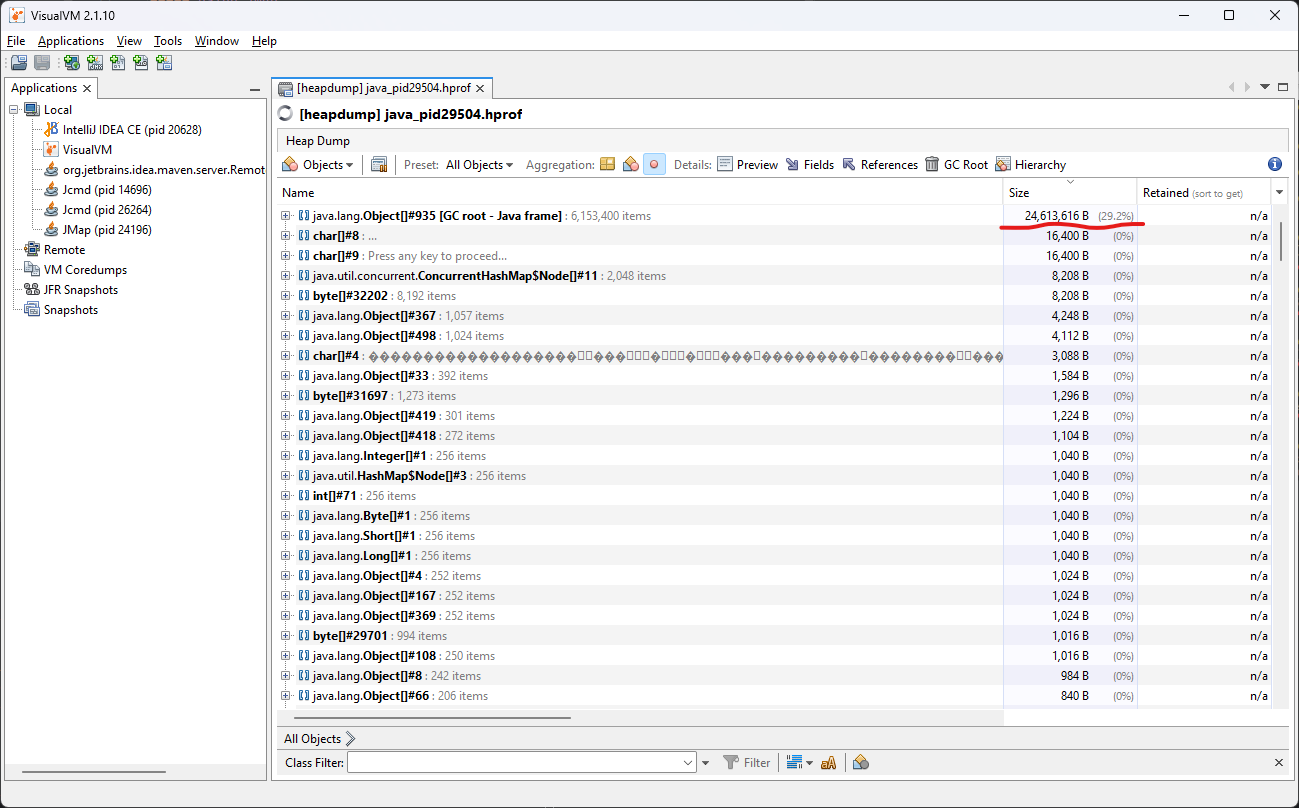 VisualVM 2.1.10
File Applications View Tools Window Help
Applications
[heapdump] java_pid29504.hprof
Local
IntelliJ IDEA CE (pid 20628)
VisualVM
org.jetbrains.idea.maven.server.Remot
Jcmd (pid 14696)
Jcmd (pid 26264)
JMap (pid 24196)
Remote
VM Coredumps
JFR Snapshots
Snapshots
[heapdump] java_pid29504.hprof
Heap Dump
Objects Preset: All Objects Aggregation: Details: Preview Fields References GC Root Hierarchy
Name Size Retained (sort to get)
java.lang.Object[]#935 [GC root - Java frame] : 6,153,400 items 24,613,616 B (29.2%) n/a
char[]#8 : ... 16,400 B (0%) n/a
char[]#9 : Press any key to proceed... 16,400 B (0%) n/a
java.util.concurrent.ConcurrentHashMap$Node[]#11 : 2,048 items 8,208 B (0%) n/a
byte[]#32202 : 8,192 items 8,208 B (0%) n/a
java.lang.Object[]#367 : 1,057 items 4,248 B (0%) n/a
java.lang.Object[]#498 : 1,024 items 4,112 B (0%) n/a
char[]#4 : 3,088 B (0%) n/a
java.lang.Object[]#33 : 392 items 1,584 B (0%) n/a
byte[]#31697 : 1,273 items 1,296 B (0%) n/a
java.lang.Object[]#419 : 301 items 1,224 B (0%) n/a
java.lang.Object[]#418 : 272 items 1,104 B (0%) n/a
java.lang.Integer[]#1 : 256 items 1,040 B (0%) n/a
java.util.HashMap$Node[]#3 : 256 items 1,040 B (0%) n/a
int[]#71 : 256 items 1,040 B (0%) n/a
java.lang.Byte[]#1 : 256 items 1,040 B (0%) n/a
java.lang.Short[]#1 : 256 items 1,040 B (0%) n/a
java.lang.Long[]#1 : 256 items 1,040 B (0%) n/a
java.lang.Object[]#4 : 252 items 1,024 B (0%) n/a
java.lang.Object[]#167 : 252 items 1,024 B (0%) n/a
java.lang.Object[]#369 : 252 items 1,024 B (0%) n/a
byte[]#29701 : 994 items 1,016 B (0%) n/a
java.lang.Object[]#108 : 250 items 1,016 B (0%) n/a
java.lang.Object[]#8 : 242 items 984 B (0%) n/a
java.lang.Object[]#66 : 206 items 840 B (0%) n/a
All Objects
Class Filter: Filter aA